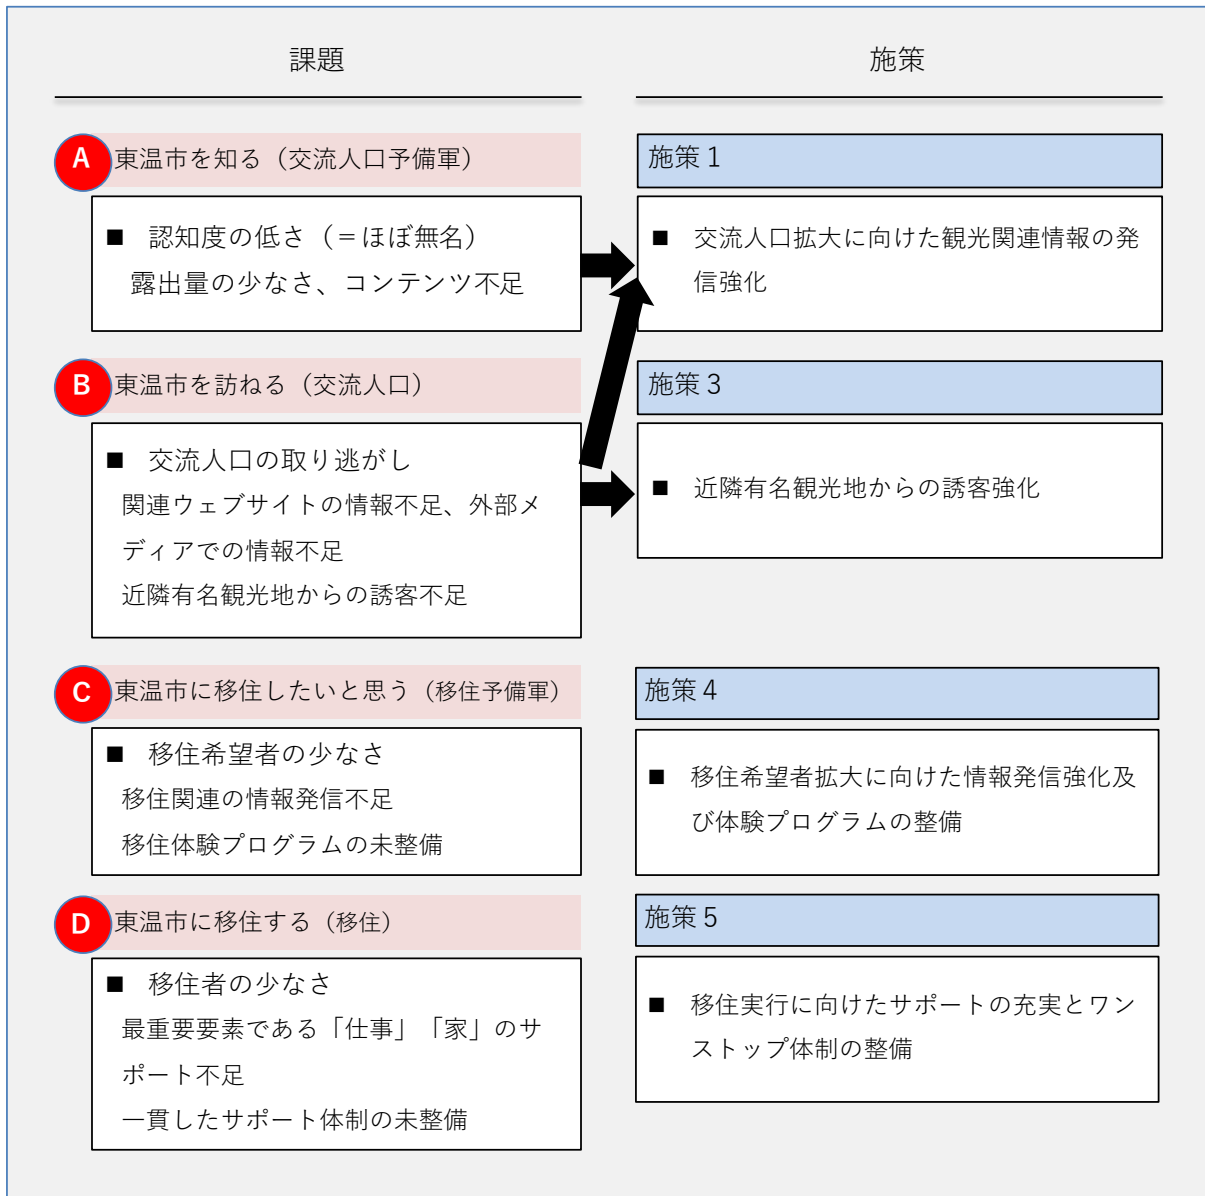 課題
施策
A 東温市を知る（交流人口予備軍）
施策１
■ 認知度の低さ（＝ほぼ無名）
露出量の少なさ、コンテンツ不足
■ 交流人口拡大に向けた観光関連情報の発
信強化
B 東温市を訪ねる（交流人口）
施策３
■ 交流人口の取り逃がし
関連ウェブサイトの情報不足、外部メ
ディアでの情報不足
近隣有名観光地からの誘客不足
■ 近隣有名観光地からの誘客強化
C 東温市に移住したいと思う（移住予備軍）
施策４
■ 移住希望者の少なさ
移住関連の情報発信不足
移住体験プログラムの未整備
■ 移住希望者拡大に向けた情報発信強化及
び体験プログラムの整備
D 東温市に移住する（移住）
施策５
■ 移住者の少なさ
最重要要素である「仕事」「家」のサ
ポート不足
一貫したサポート体制の未整備
■ 移住実行に向けたサポートの充実とワン
ストップ体制の整備